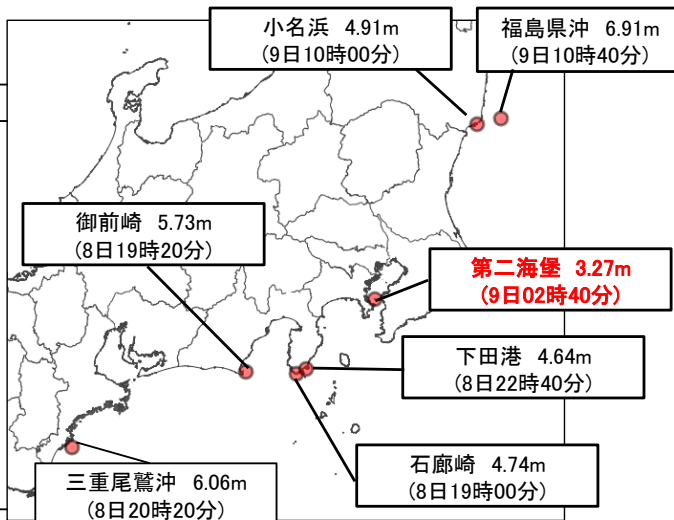 小名浜 4.91m
(9日10時00分)
福島県沖 6.91m
(9日10時40分)
御前崎 5.73m
(8日19時20分)
第二海堡 3.27m
(9日02時40分)
下田港 4.64m
(8日22時40分)
石廊崎 4.74m
(8日19時00分)
三重尾鷲沖 6.06m
(8日20時20分)